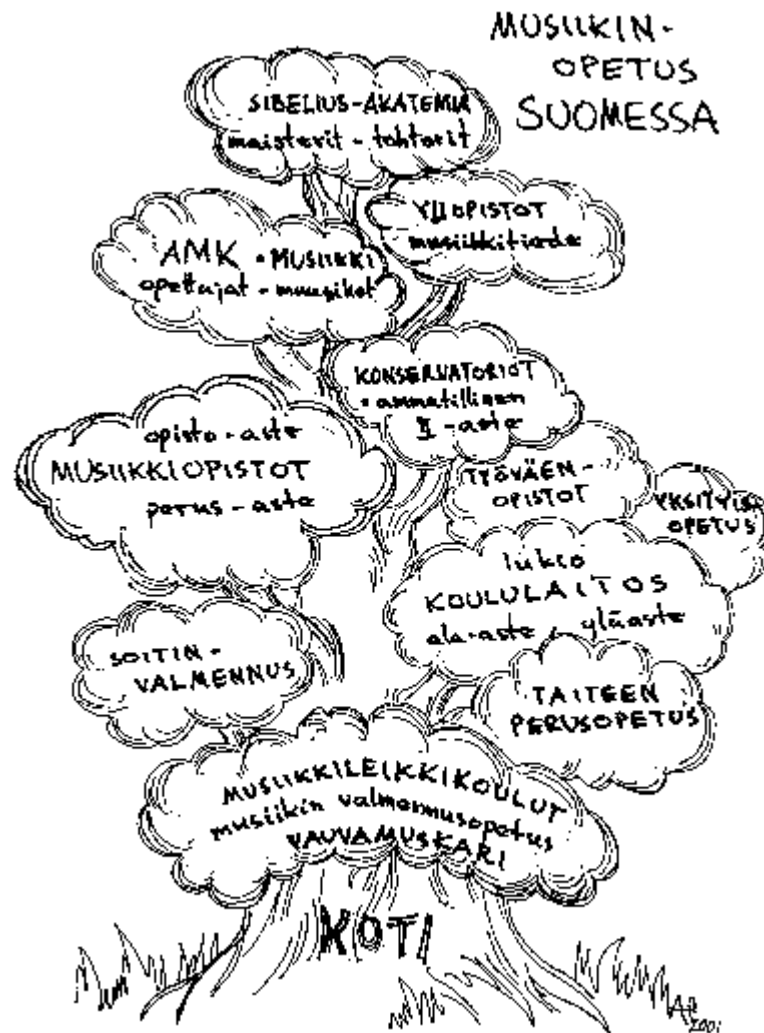 MUSIIKIN-
OPETUS
SUOMESSA
SIBELIUS-AKATEMIA
maisterit - tohtorit
YLIOPISTOT
musiikkitiede
AMK - MUSIIKKI
opettajat - muusikot
KONSERVATORIOT
- ammatillinen
II - aste
opisto - aste
MUSIIKKIOPISTOT
perus - aste
TYÖVÄEN-
OPISTOT
YKSITYIS-
OPETUS
lukio
KOULULAITOS
ala-aste yläaste
SOITIN-
VALMENNUS
TAITEEN
PERUSOPETUS
MUSIIKKILEIKKIKOULUT
musiikin valmennusopetus
VAUVAMUSKARI
KOTI
2001